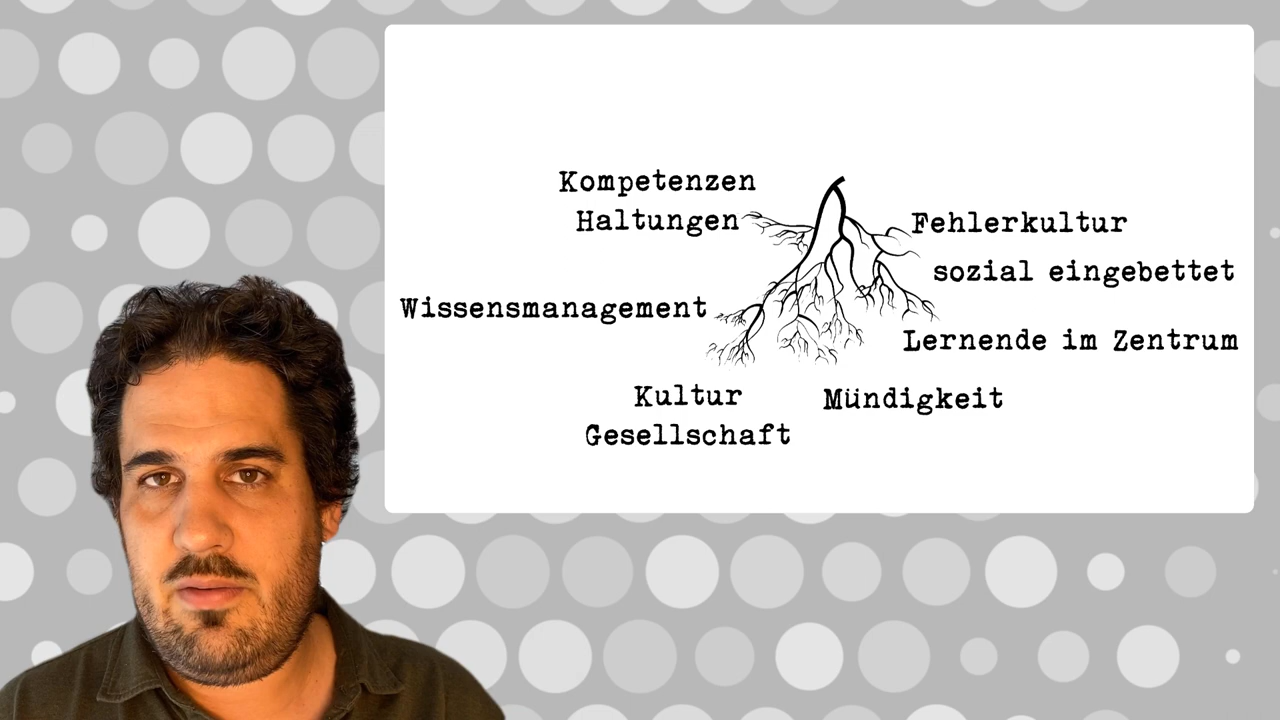 Kompetenzen
Haltungen
Fehlerkultur
sozial eingebettet
Wissensmanagement
Lernende im Zentrum
Kultur
Gesellschaft
Mündigkeit